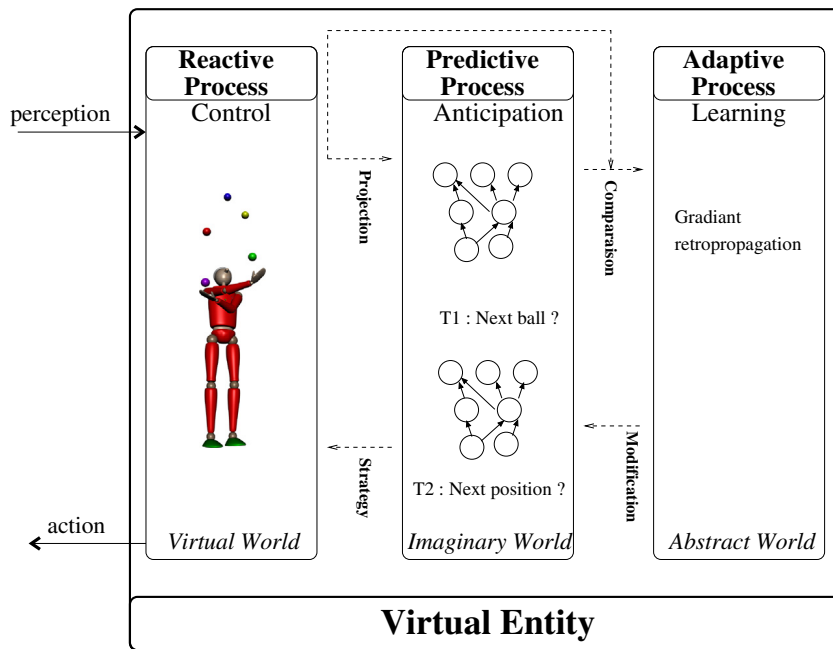 Reactive
Process
Control
perception
action
Virtual World
Projection
Strategy
Predictive
Process
Anticipation
T1 : Next ball ?
T2 : Next position ?
Imaginary World
Comparaison
Modification
Adaptive
Process
Learning
Gradiant
retropropagation
Abstract World
Virtual Entity